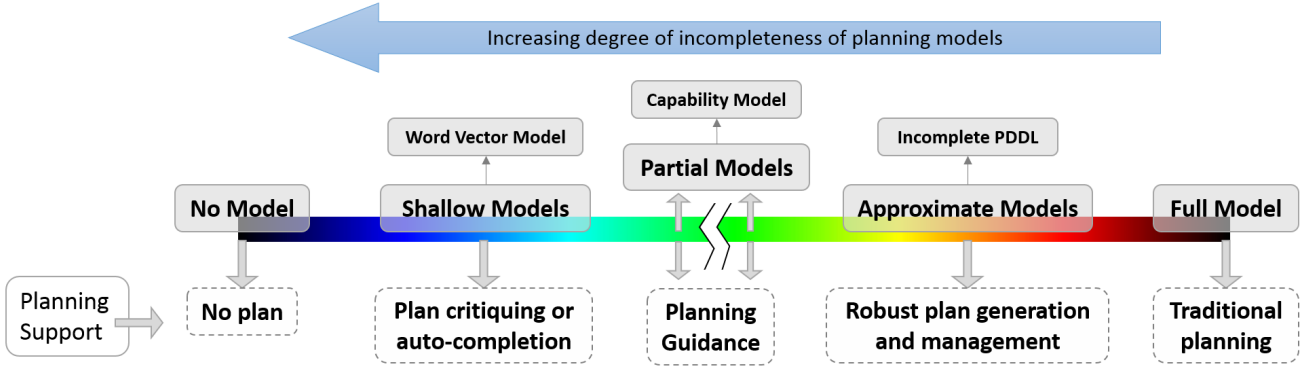 Increasing degree of incompleteness of planning models
Capability Model
Word Vector Model
Incomplete PDDL
Partial Models
No Model
Shallow Models
Approximate Models
Full Model
Planning
Support
No plan
Plan critiquing or
auto-completion
Planning
Guidance
Robust plan generation
and management
Traditional
planning